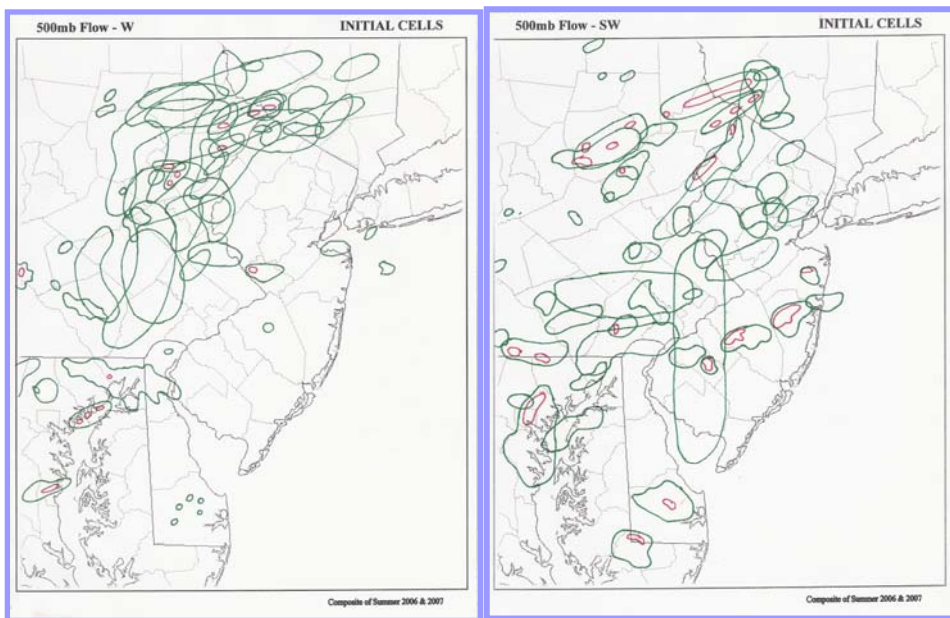 500mb Flow - W
INITIAL CELLS
Composite of Summer 2006 & 2007
500mb Flow - SW
INITIAL CELLS
Composite of Summer 2006 & 2007